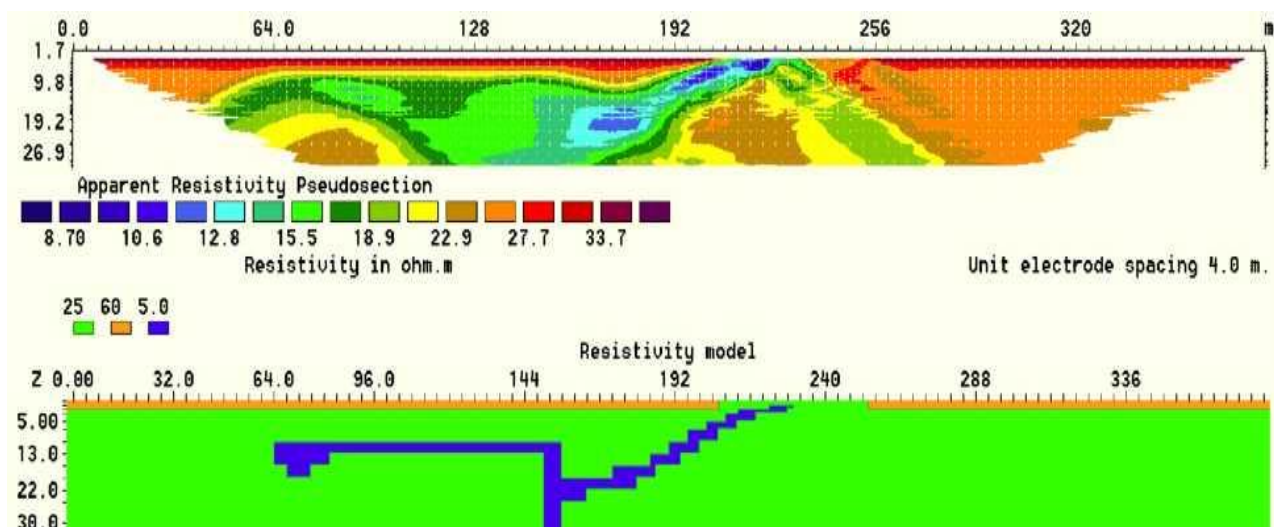 0.0 64.0 128 192 256 320 m
1.7
9.8
19.2
26.9
Apparent Resistivity Pseudosection
8.70 10.6 12.8 15.5 18.9 22.9 27.7 33.7
Resistivity in ohm.m
Unit electrode spacing 4.0 m.
25 60 5.0
Resistivity model
Z 0.00 32.0 64.0 96.0 144 192 240 288 336
5.00
13.0
22.0
30.0